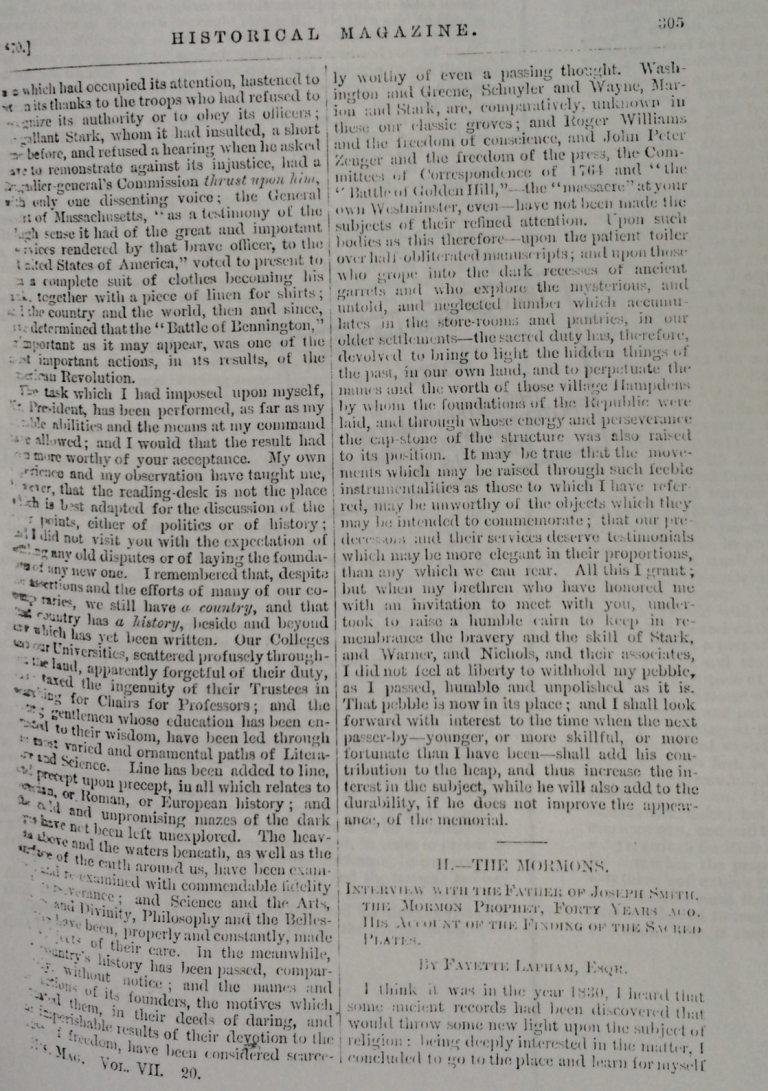 HISTORICAL MAGAZINE.
305
which had occupied its attention, hastened to
its thanks to the troops who had refused to
its authority or to obey its officers;
Stark, whom it had insulted, a short
before, and refused a hearing when he asked
to remonstrate against its injustice, had a
Commission thrust upon him,
only one dissenting voice; the General
of Massachusetts, "as a testimony of the
sense it had of the great and important
rendered by that brave officer, to the
States of America," voted to present to
a complete suit of clothes becoming his
together with a piece of linen for shirts;
the country and the world, then and since,
determined that the "Battle of Bennington,"
as it may appear, was one of the
important actions, in its results, of the
Revolution.
The task which I had imposed upon myself,
President, has been performed, as far as my
abilities and the means at my command
allowed; and I would that the result had
more worthy of your acceptance. My own
and my observation have taught me,
that the reading-desk is not the place
is best adapted for the discussion of the
points, either of politics or of history;
I did not visit you with the expectation of
any old disputes or of laying the founda-
of any new one. I remembered that, despite
and the efforts of many of our co-
we still have a country, and that
country has a history, beside and beyond
which has yet been written. Our Colleges
our Universities, scattered profusely through-
the land, apparently forgetful of their duty,
taxed the ingenuity of their Trustees in
for Chairs for Professors; and the
gentlemen whose education has been en-
to their wisdom, have been led through
varied and ornamental paths of Litera-
and Science. Line has been added to line,
precept upon precept, in all which relates to
or Roman, or European history; and
and unpromising mazes of the dark
have not been left unexplored. The heav-
above and the waters beneath, as well as the
of the earth around us, have been exam-
re-examined with commendable fidelity
and Science and the Arts,
and Divinity, Philosophy and the Belles-
have been, properly and constantly, made
of their care. In the meanwhile,
history has been passed, compar-
without notice; and the names and
of its founders, the motives which
them, in their deeds of daring, and
imperishable results of their devotion to the
freedom, have been considered scarce-
MAG. VOL. VII. 20.
ly worthy of even a passing thought. Wash-
ington and Greene, Schuyler and Wayne, Mar-
ion and Stark, are, comparatively, unknown in
these our classic groves; and Roger Williams
and the freedom of conscience, and John Peter
Zenger and the freedom of the press, the Com-
mittees of Correspondence of 1764 and "the
"Battle of Golden Hill,"—the "massacre" at your
own Westminster, even—have not been made the
subjects of their refined attention. Upon such
bodies as this therefore—upon the patient toiler
over half-obliterated manuscripts; and upon those
who grope into the dark recesses of ancient
garrets and who explore the mysterious, and
untold, and neglected lumber which accumu-
lates in the store-rooms and pantries, in our
older settlements—the sacred duty has, therefore,
devolved to bring to light the hidden things of
the past, in our own land, and to perpetuate the
names and the worth of those village Hampdens
by whom the foundations of the Republic were
laid, and through whose energy and perseverance
the cap-stone of the structure was also raised
to its position. It may be true that the move-
ments which may be raised through such feeble
instrumentalities as those to which I have refer-
red, may be unworthy of the objects which they
may be intended to commemorate; that our pre-
decessors and their services deserve testimonials
which may be more elegant in their proportions,
than any which we can rear. All this I grant;
but when my brethren who have honored me
with an invitation to meet with you, under-
took to raise a humble cairn to keep in re-
membrance the bravery and the skill of Stark,
and Warner, and Nichols, and their associates,
I did not feel at liberty to withhold my pebble,
as I passed, humble and unpolished as it is.
That pebble is now in its place; and I shall look
forward with interest to the time when the next
passer-by—younger, or more skillful, or more
fortunate than I have been—shall add his con-
tribution to the heap, and thus increase the in-
terest in the subject, while he will also add to the
durability, if he does not improve the appear-
ance, of the memorial.
II.—THE MORMONS.
INTERVIEW WITH THE FATHER OF JOSEPH SMITH,
THE MORMON PROPHET, FORTY YEARS AGO.
HIS ACCOUNT OF THE FINDING OF THE SACRED
PLATES.
BY FAYETTE LAPHAM, ESQR.
I think it was in the year 1830, I heard that
some ancient records had been discovered that
would throw some new light upon the subject of
religion: being deeply interested in the matter, I
concluded to go to the place and learn for myself